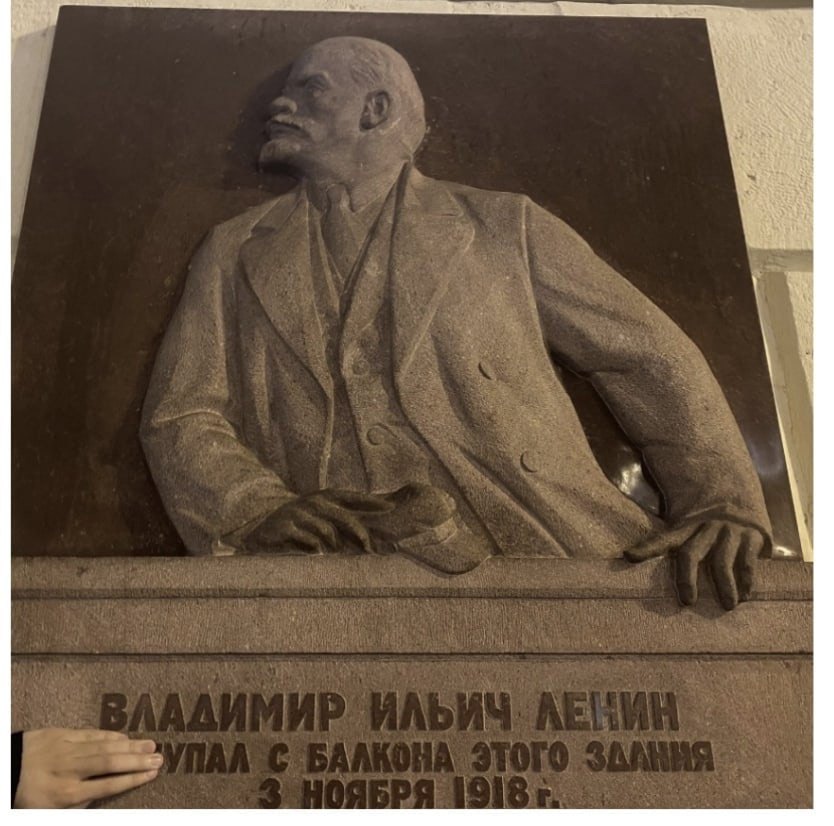 ВЛАДИМИР ИЛЬИЧ ЛЕНИН
УПАЛ С БАЛКОНА ЭТОГО ЗДАНИЯ
3 НОЯБРЯ 1918 г.